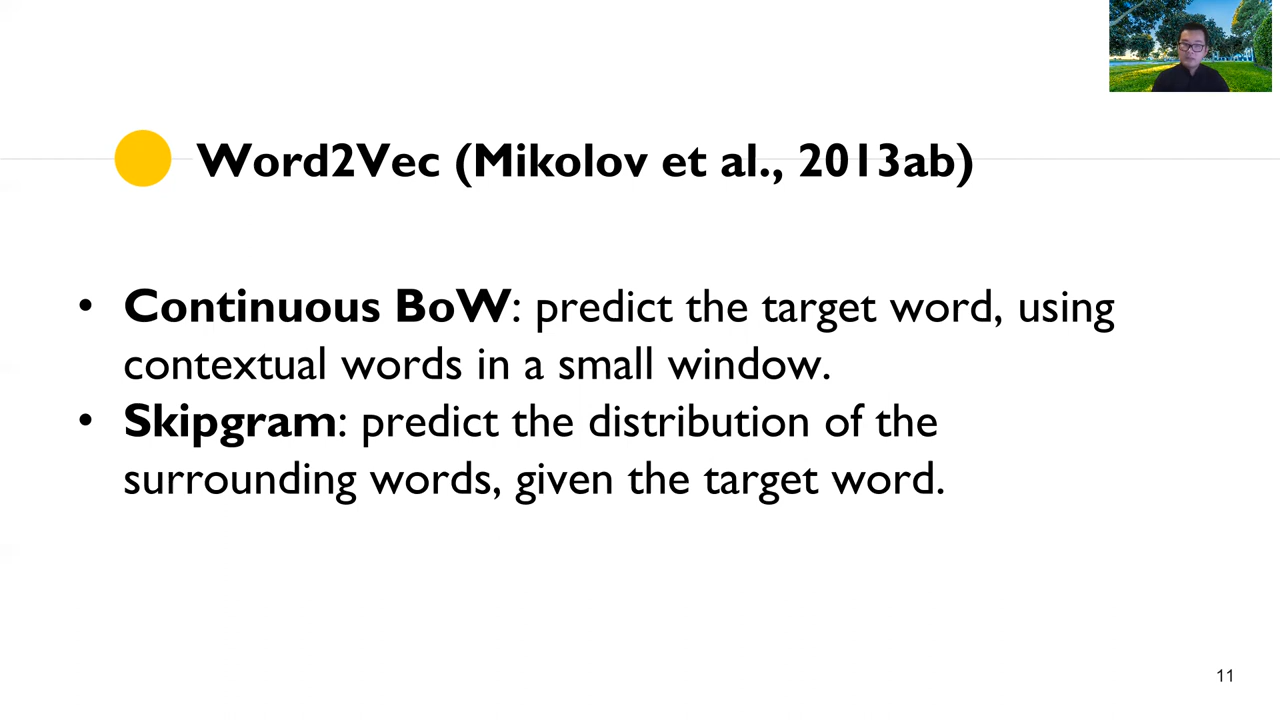 Word2Vec (Mikolov et al., 2013ab)
• Continuous BoW: predict the target word, using
contextual words in a small window.
• Skipgram: predict the distribution of the
surrounding words, given the target word.
11